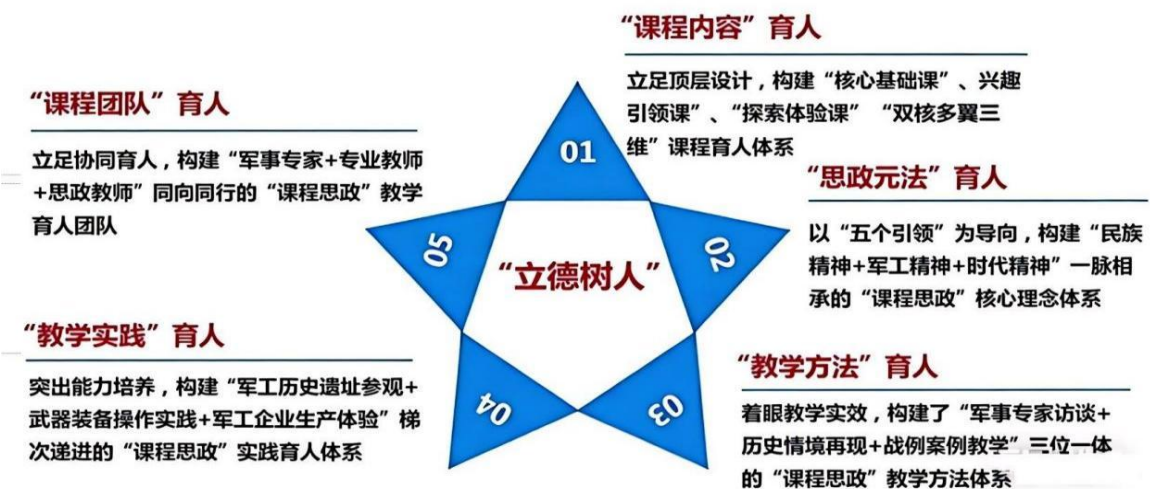 “课程内容”育人
立足顶层设计，构建“核心基础课”、兴趣
引领课”、“探索体验课” “双核多翼三
维”课程育人体系
01
“思政元法”育人
以“五个引领”为导向，构建“民族
精神+军工精神+时代精神”一脉相
承的“课程思政”核心理念体系
02
“教学方法”育人
着眼教学实效，构建了“军事专家访谈+
历史情境再现+战例案例教学”三位一体
的“课程思政”教学方法体系
03
“教学实践”育人
突出能力培养，构建“军工历史遗址参观+
武器装备操作实践+军工企业生产体验”梯
次递进的“课程思政”实践育人体系
04
“课程团队”育人
立足协同育人，构建“军事专家+专业教师
+思政教师”同向同行的“课程思政”教学
育人团队
05
“立德树人”